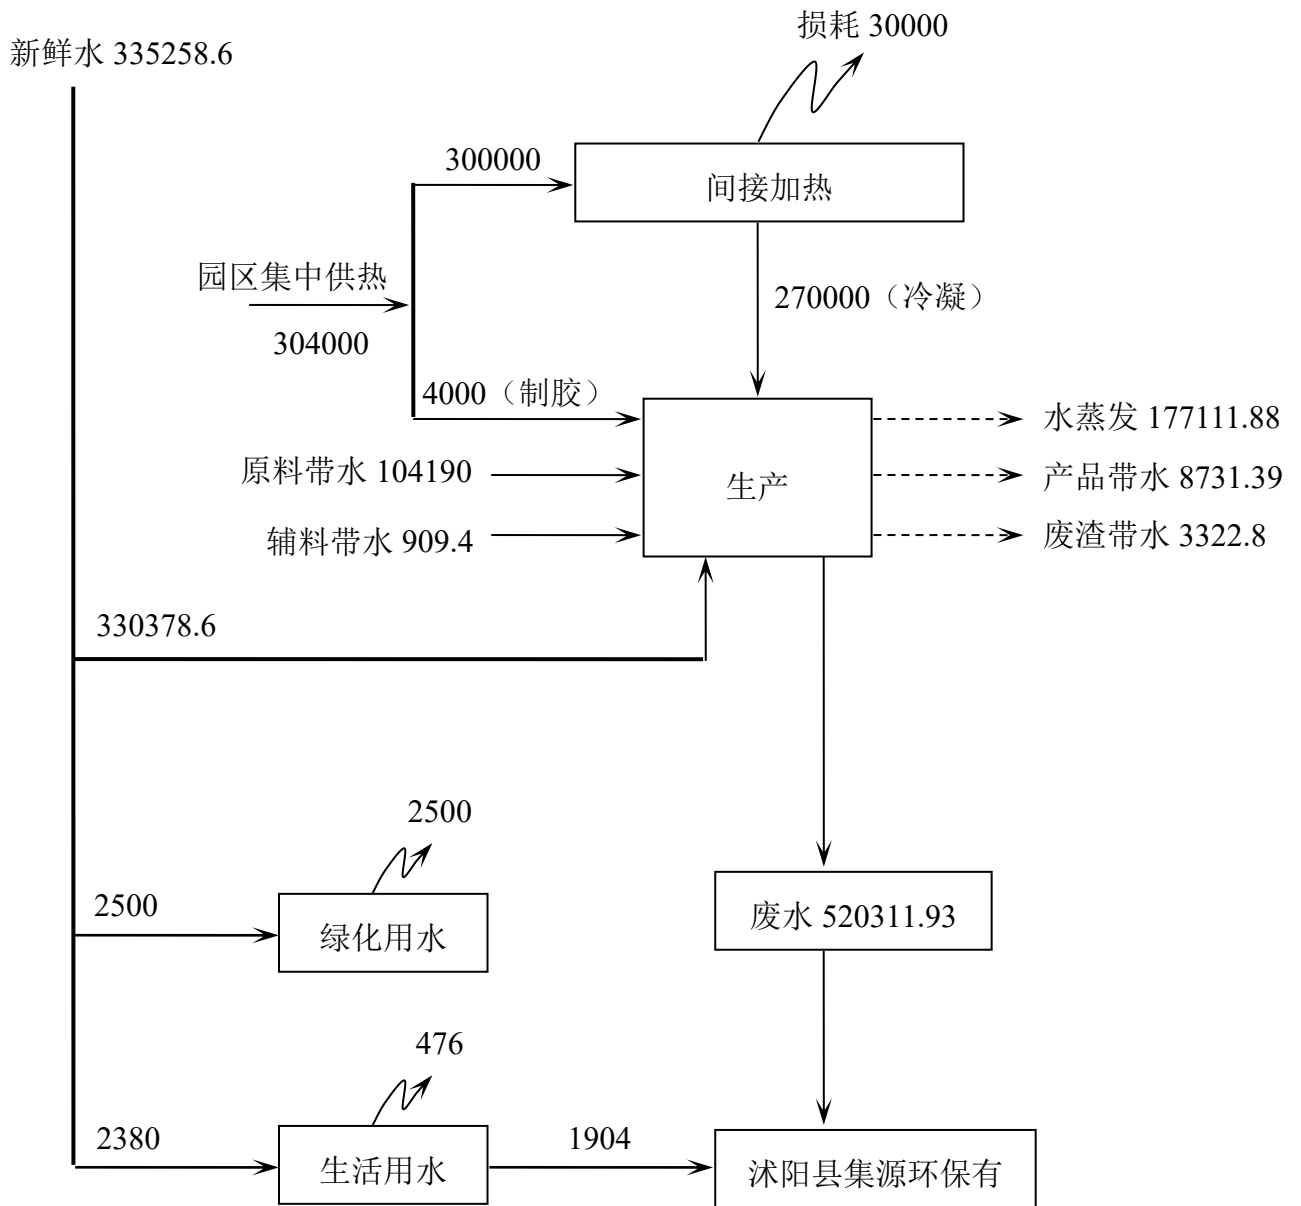 损耗 30000
新鲜水 335258.6
300000
间接加热
园区集中供热
304000
270000（冷凝）
4000（制胶）
水蒸发 177111.88
原料带水 104190
生产
产品带水 8731.39
辅料带水 909.4
废渣带水 3322.8
330378.6
2500
2500
绿化用水
废水 520311.93
476
2380
生活用水
1904
沭阳县集源环保有